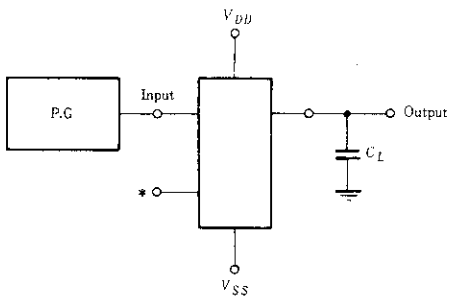 V_DD
P.G
Input
Output
C_L
*
V_SS